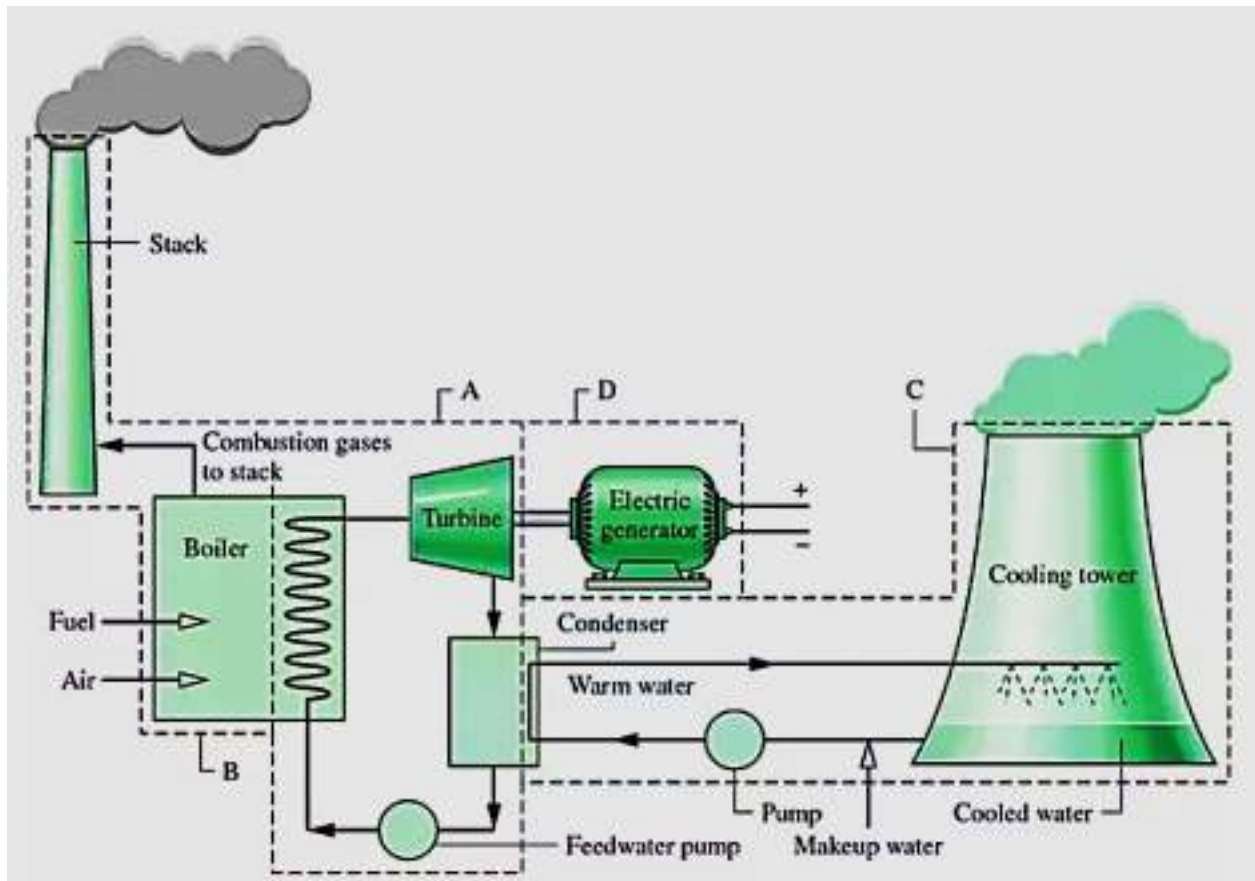 Stack
A
D
C
Combustion gases
to stack
Turbine
Electric
generator
+
–
Boiler
Cooling tower
Fuel
Air
Condenser
Warm water
B
Pump
Cooled water
Feedwater pump
Makeup water